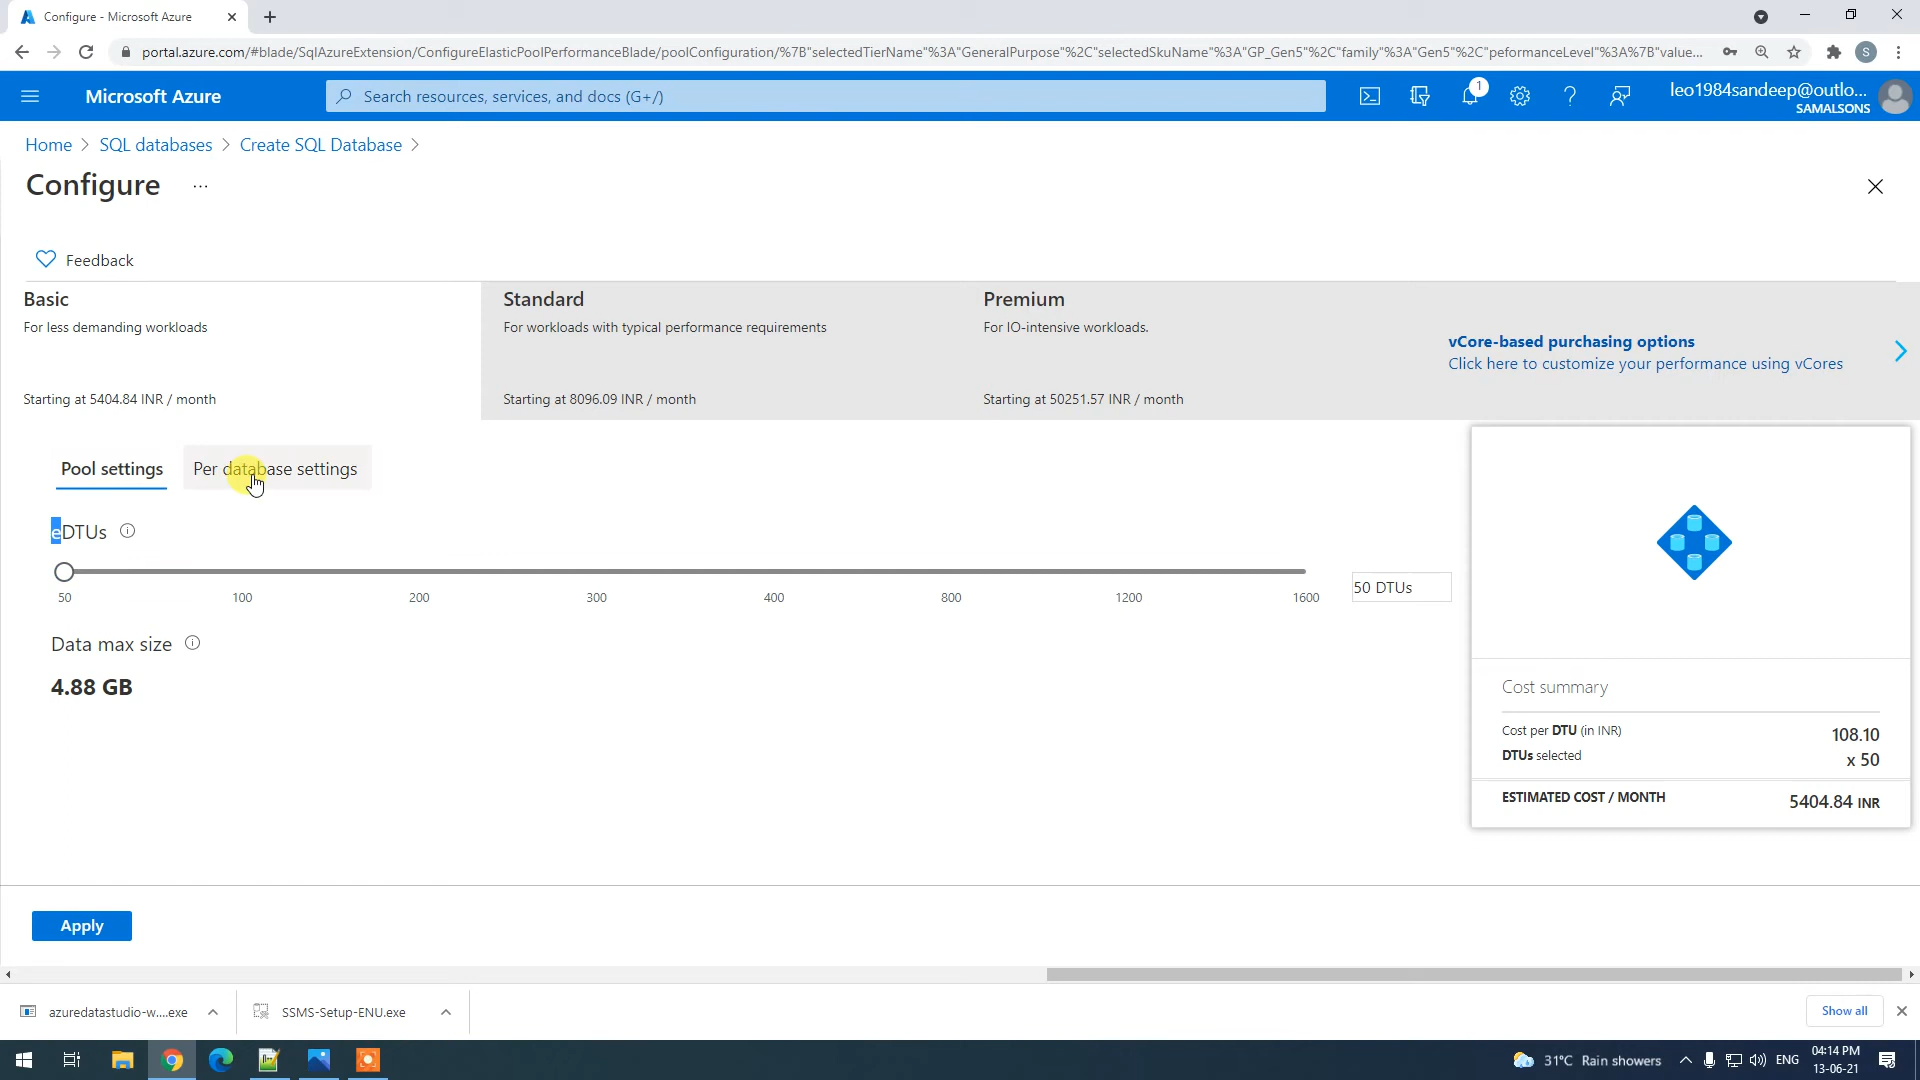 Configure - Microsoft Azure
portal.azure.com/#blade/SqlAzureExtension/ConfigureElasticPoolPerformanceBlade/poolConfiguration/%7B"selectedTierName"%3A"GeneralPurpose"%2C"selectedSkuName"%3A"GP_Gen5"%2C"family"%3A"Gen5"%2C"peformanceLevel"%3A%7B"value...
S
Microsoft Azure
Search resources, services, and docs (G+/)
1
leo1984sandeep@outlo...
SAMALSONS
Home > SQL databases > Create SQL Database >
Configure ...
Feedback
Basic
For less demanding workloads
Starting at 5404.84 INR / month
Standard
For workloads with typical performance requirements
Starting at 8096.09 INR / month
Premium
For IO-intensive workloads.
Starting at 50251.57 INR / month
vCore-based purchasing options
Click here to customize your performance using vCores
Pool settings
Per database settings
eDTUs
50 100 200 300 400 800 1200 1600
50 DTUs
Data max size
4.88 GB
Cost summary
Cost per DTU (in INR) 108.10
DTUs selected x 50
ESTIMATED COST / MONTH 5404.84 INR
Apply
azuredatastudio-w....exe
SSMS-Setup-ENU.exe
Show all
31°C Rain showers
ENG
04:14 PM
13-06-21